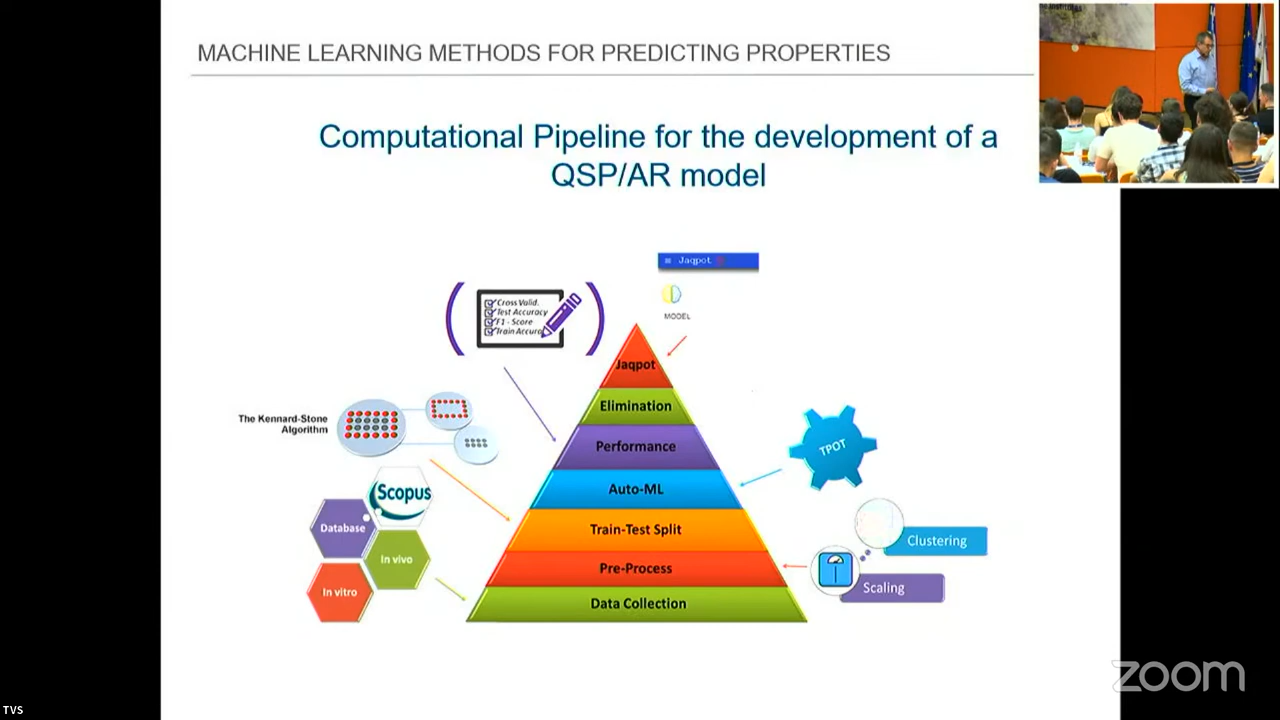 MACHINE LEARNING METHODS FOR PREDICTING PROPERTIES
Computational Pipeline for the development of a
QSP/AR model
Jaqpot
MODEL
Cross Valid.
Test Accuracy
F1 - Score
Train Accura
Jaqpot
Elimination
Performance
Auto-ML
Train-Test Split
Pre-Process
Data Collection
The Kennard-Stone
Algorithm
Scopus
Database
In vivo
In vitro
TPOT
Clustering
Scaling
zoom
TVS